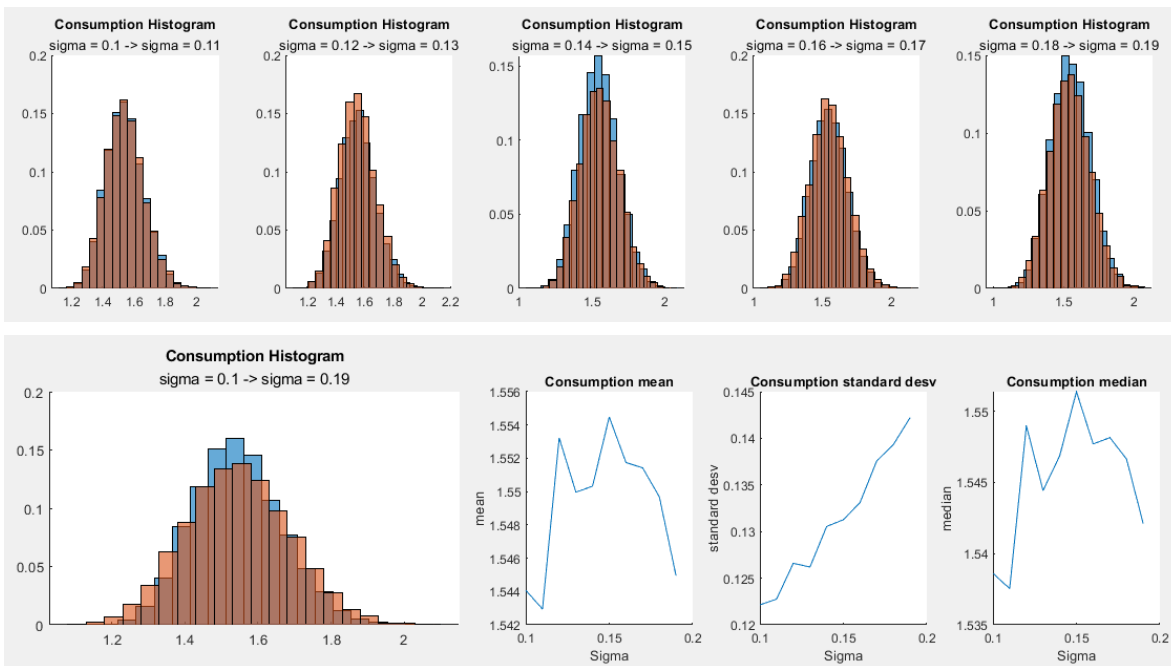 Consumption Histogram
sigma = 0.1 -> sigma = 0.11
0.2
0.15
0.1
0.05
0
1.2 1.4 1.6 1.8 2
Consumption Histogram
sigma = 0.12 -> sigma = 0.13
0.2
0.15
0.1
0.05
0
1.2 1.4 1.6 1.8 2 2.2
Consumption Histogram
sigma = 0.14 -> sigma = 0.15
0.15
0.1
0.05
0
1 1.5 2
Consumption Histogram
sigma = 0.16 -> sigma = 0.17
0.2
0.15
0.1
0.05
0
1 1.5 2
Consumption Histogram
sigma = 0.18 -> sigma = 0.19
0.15
0.1
0.05
0
1 1.5 2
Consumption Histogram
sigma = 0.1 -> sigma = 0.19
0.2
0.15
0.1
0.05
0
1.2 1.4 1.6 1.8 2
Consumption mean
mean
1.556
1.554
1.552
1.55
1.548
1.546
1.544
1.542
0.1 0.15 0.2
Sigma
Consumption standard desv
standard desv
0.145
0.14
0.135
0.13
0.125
0.12
0.1 0.15 0.2
Sigma
Consumption median
median
1.55
1.545
1.54
1.535
0.1 0.15 0.2
Sigma